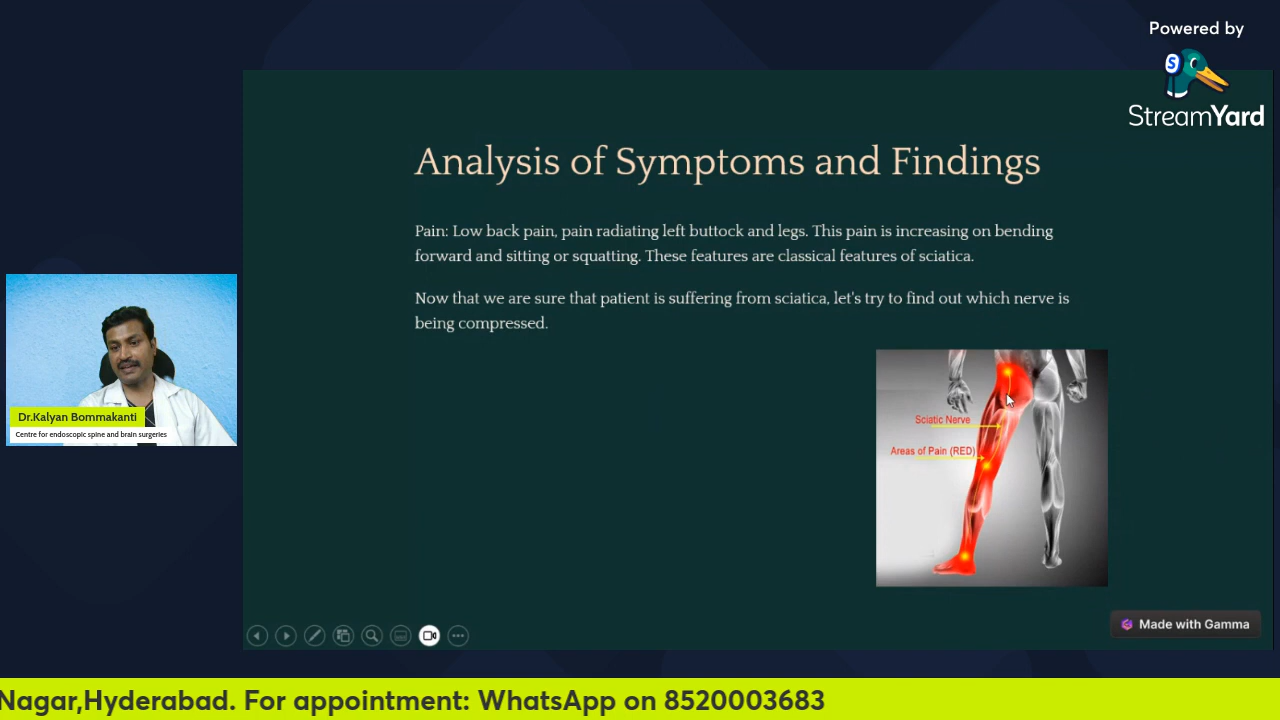 Powered by
S
StreamYard
Analysis of Symptoms and Findings
Pain: Low back pain, pain radiating left buttock and legs. This pain is increasing on bending
forward and sitting or squatting. These features are classical features of sciatica.
Now that we are sure that patient is suffering from sciatica, let's try to find out which nerve is
being compressed.
Sciatic Nerve
Areas of Pain (RED)
Dr.Kalyan Bommakanti
Centre for endoscopic spine and brain surgeries
Made with Gamma
Nagar,Hyderabad. For appointment: WhatsApp on 8520003683